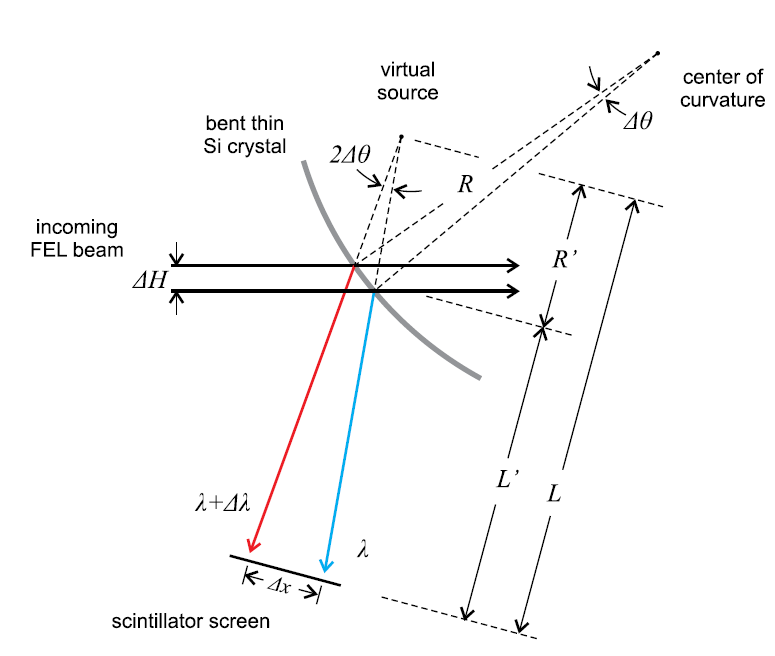 virtual
source
center of
curvature
Δθ
bent thin
Si crystal
2Δθ
R
incoming
FEL beam
ΔH
R’
L’
L
λ+Δλ
λ
Δx
scintillator screen